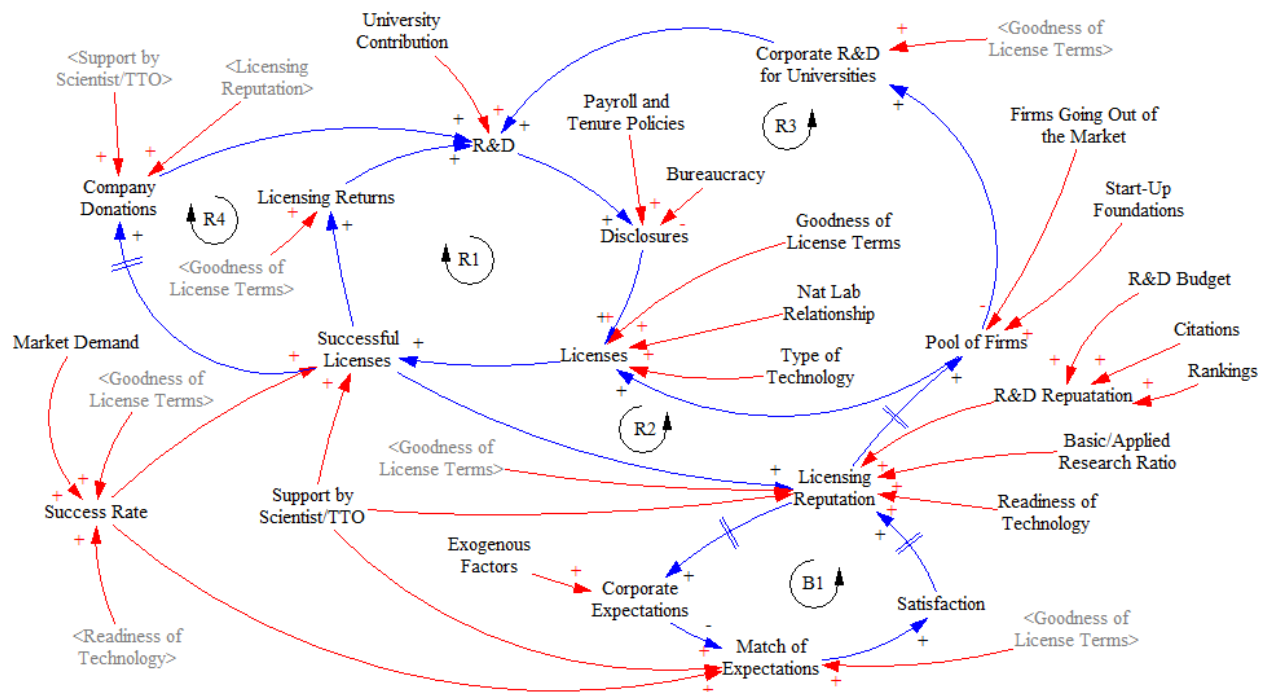 University
Contribution
<Support by
Scientist/TTO>
<Licensing
Reputation>
Corporate R&D
for Universities
<Goodness of
License Terms>
+
+
+
+
+
+
+
+
+
+
Payroll and
Tenure Policies
R3
Firms Going Out of
the Market
R&D
Company
Donations
R4
Licensing Returns
+
+
+
Bureaucracy
+
+
-
Disclosures
Start-Up
Foundations
<Goodness of
License Terms>
R1
Goodness of
License Terms
Nat Lab
Relationship
R&D Budget
Market Demand
Successful
Licenses
+
+
+
Licenses
+
+
+
+
+
+
Type of
Technology
Pool of Firms
-
+
+
Citations
Rankings
<Goodness of
License Terms>
R2
R&D Repuatation
+
+
+
<Goodness of
License Terms>
Basic/Applied
Research Ratio
Success Rate
+
+
+
Support by
Scientist/TTO
Licensing
Reputation
+
+
+
+
+
+
Readiness of
Technology
Exogenous
Factors
+
Corporate
Expectations
+
B1
Satisfaction
+
<Goodness of
License Terms>
<Readiness of
Technology>
-
Match of
Expectations
+
+
+